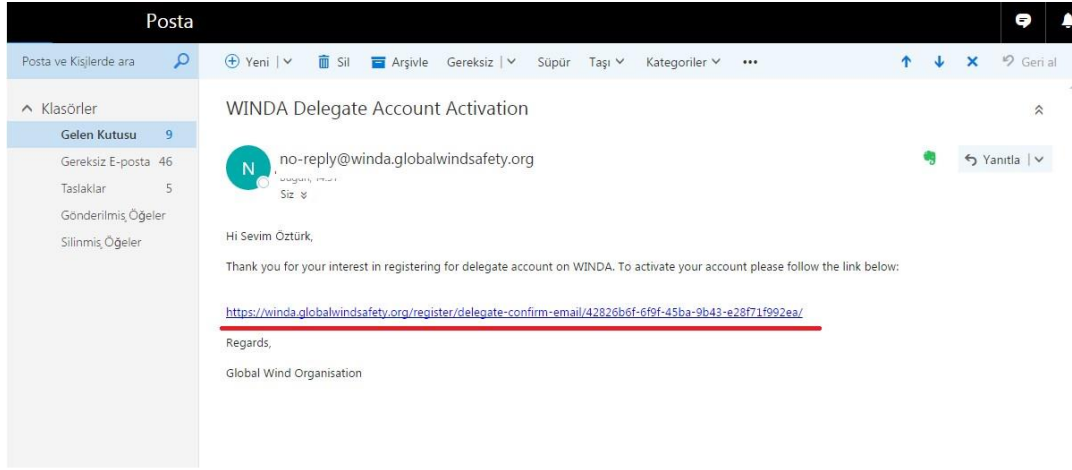 Posta
Posta ve Kişilerde ara
Yeni Sil Arşivle Gereksiz Süpür Taşı Kategoriler Geri al
Klasörler
Gelen Kutusu 9
Gereksiz E-posta 46
Taslaklar 5
Gönderilmiş Öğeler
Silinmiş Öğeler
WINDA Delegate Account Activation
N
no-reply@winda.globalwindsafety.org
Yanıtla
Siz
Hi Sevim Öztürk,
Thank you for your interest in registering for delegate account on WINDA. To activate your account please follow the link below:
https://winda.globalwindsafety.org/register/delegate-confirm-email/42826b6f-6f9f-45ba-9b43-e28f71f992ea/
Regards,
Global Wind Organisation